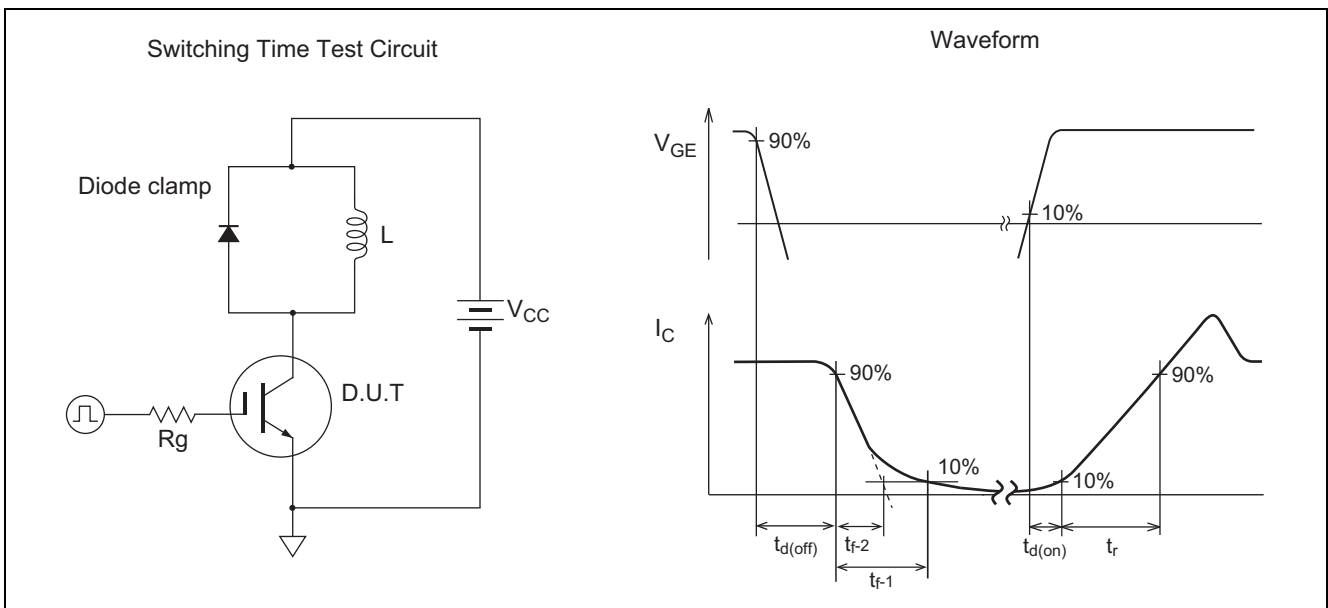 Switching Time Test Circuit
Diode clamp
L
V_CC
D.U.T
Rg
Waveform
V_GE
90%
10%
I_C
90%
10%
90%
10%
t_d(off)
t_f-2
t_f-1
t_d(on)
t_r